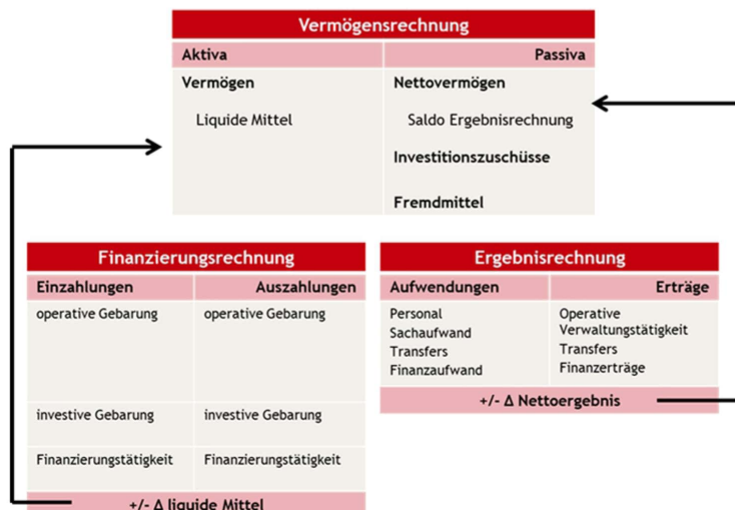 Vermögensrechnung
Aktiva Passiva
Vermögen Nettovermögen
Liquide Mittel Saldo Ergebnisrechnung
Investitionszuschüsse
Fremdmittel
Finanzierungsrechnung
Einzahlungen Auszahlungen
operative Gebarung operative Gebarung
investive Gebarung investive Gebarung
Finanzierungstätigkeit Finanzierungstätigkeit
+/- Δ liquide Mittel
Ergebnisrechnung
Aufwendungen Erträge
Personal Operative
Sachaufwand Verwaltungstätigkeit
Transfers Transfers
Finanzaufwand Finanzerträge
+/- Δ Nettoergebnis